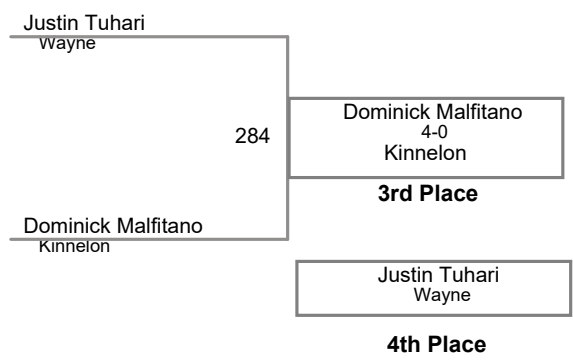 Justin Tuhari
Wayne
284
Dominick Malfitano
4-0
Kinnelon
3rd Place
Dominick Malfitano
Kinnelon
Justin Tuhari
Wayne
4th Place